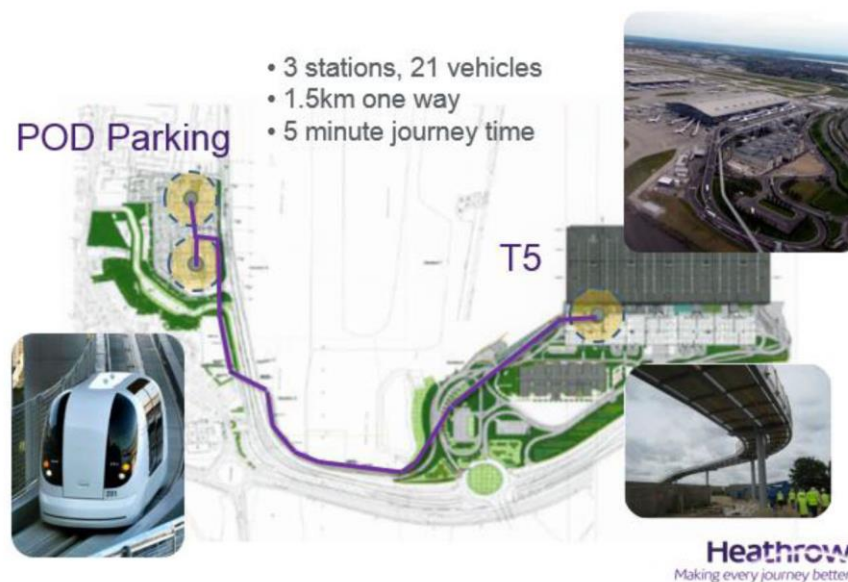 • 3 stations, 21 vehicles
• 1.5km one way
• 5 minute journey time
POD Parking
T5
201
Heathrow
Making every journey better